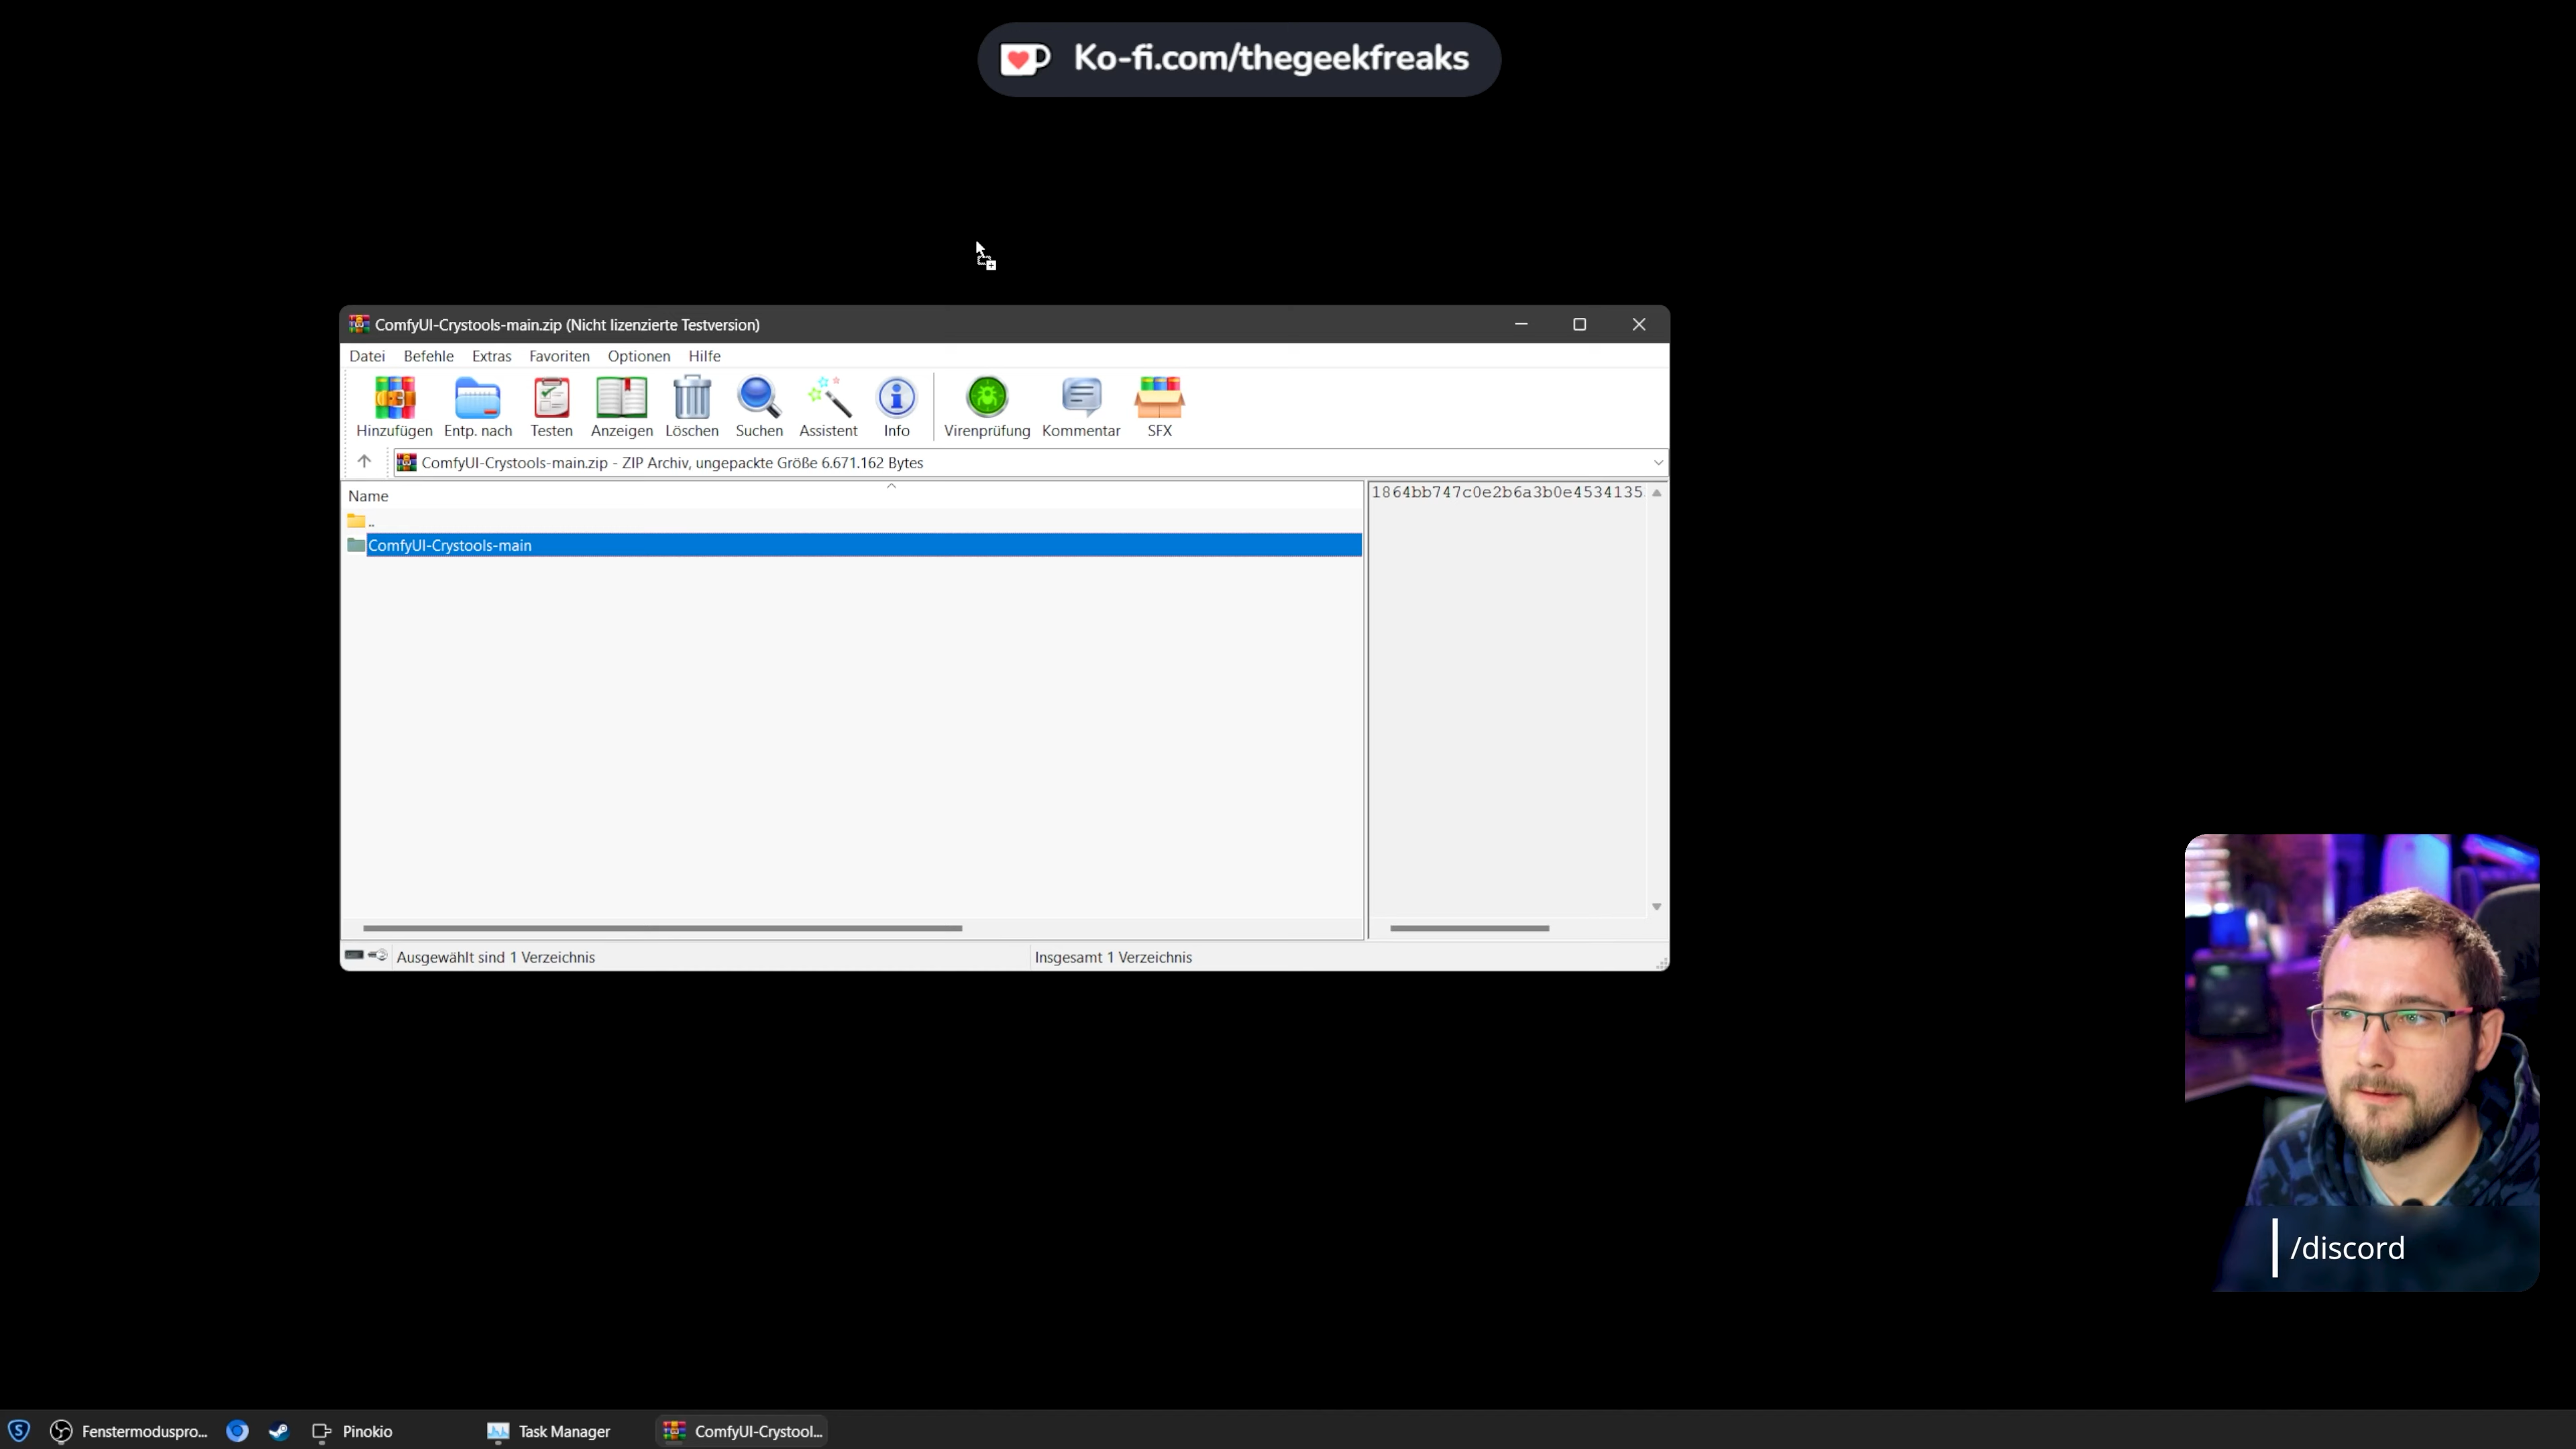 Ko-fi.com/thegeekfreaks
ComfyUI-Crystools-main.zip (Nicht lizenzierte Testversion)
Datei Befehle Extras Favoriten Optionen Hilfe
Hinzufügen Entp. nach Testen Anzeigen Löschen Suchen Assistent Info Virenprüfung Kommentar SFX
ComfyUI-Crystools-main.zip - ZIP Archiv, ungepackte Größe 6.671.162 Bytes
Name
1864bb747c0e2b6a3b0e4534135
..
ComfyUI-Crystools-main
Ausgewählt sind 1 Verzeichnis
Insgesamt 1 Verzeichnis
/discord
Fenstermoduspro... Pinokio Task Manager ComfyUI-Crystool...